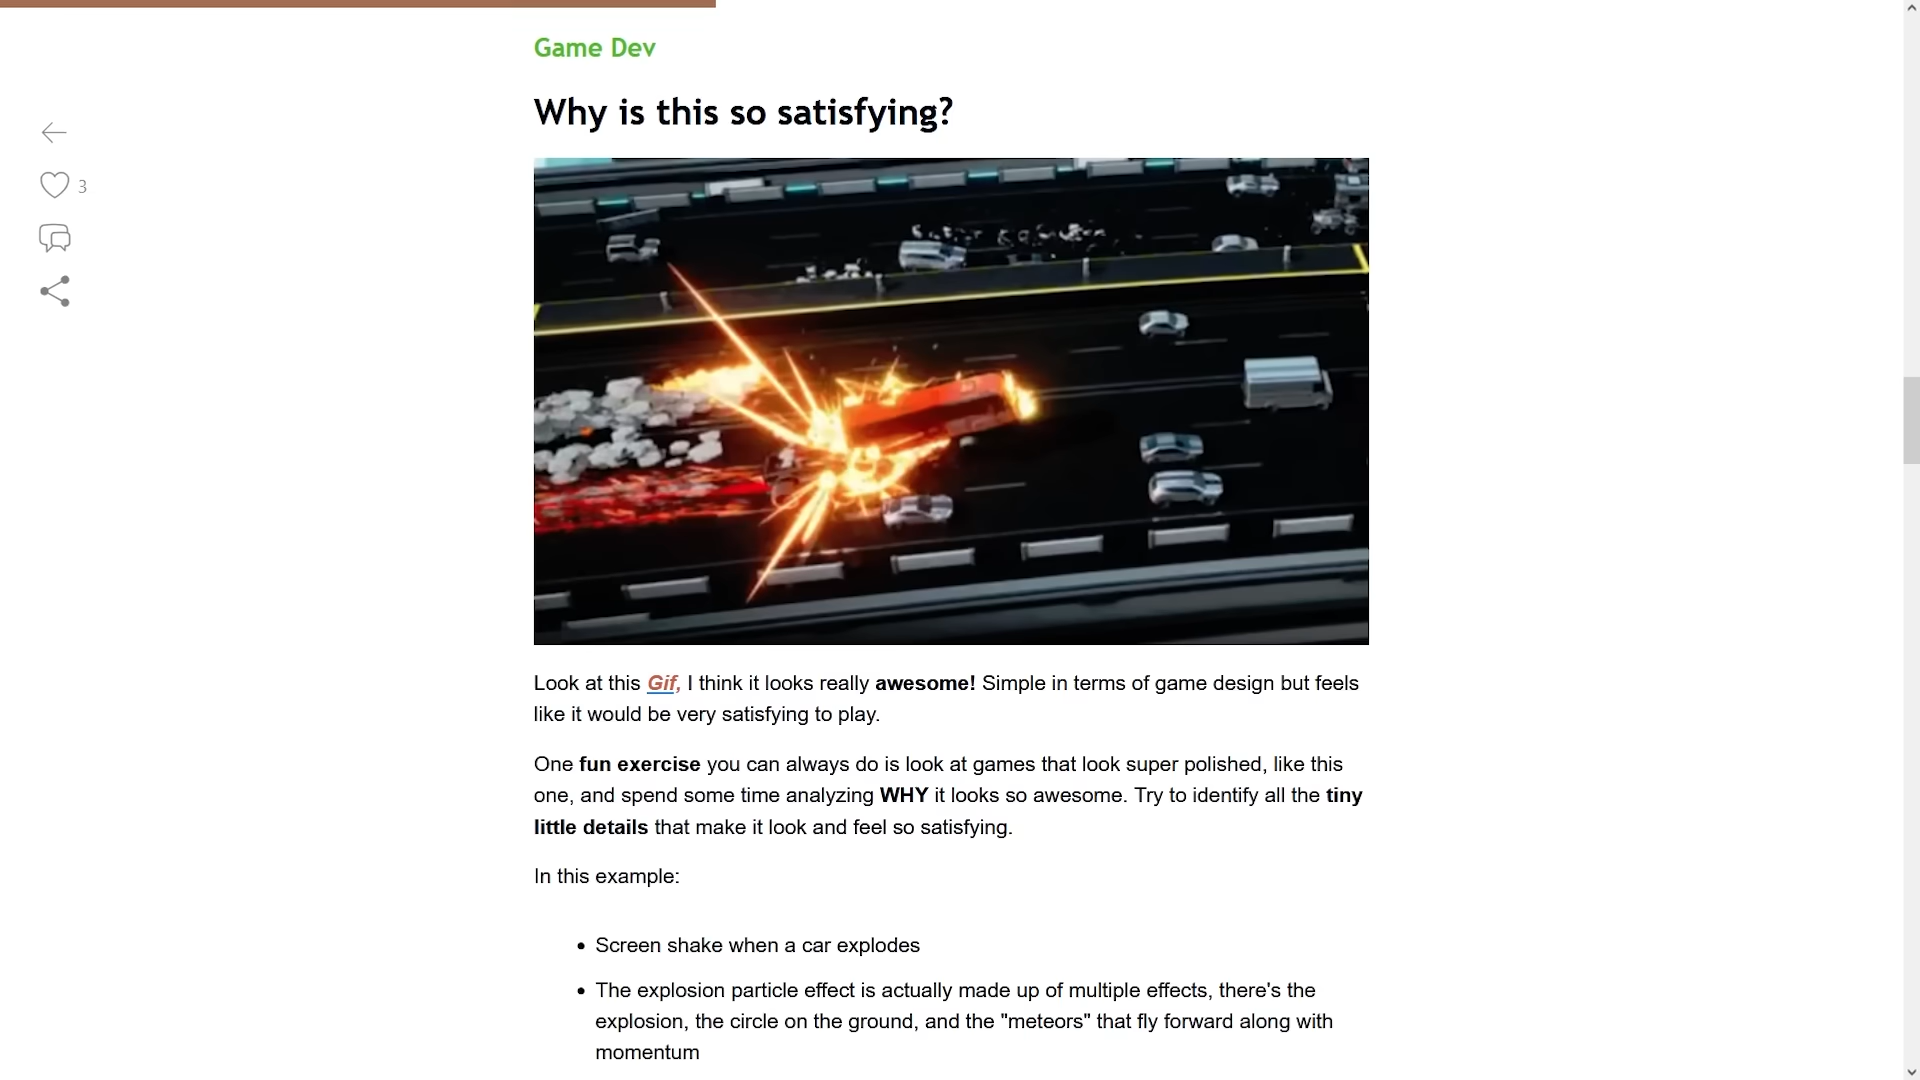 Game Dev
Why is this so satisfying?
3
Look at this Gif, I think it looks really awesome! Simple in terms of game design but feels
like it would be very satisfying to play.
One fun exercise you can always do is look at games that look super polished, like this
one, and spend some time analyzing WHY it looks so awesome. Try to identify all the tiny
little details that make it look and feel so satisfying.
In this example:
• Screen shake when a car explodes
• The explosion particle effect is actually made up of multiple effects, there's the
explosion, the circle on the ground, and the "meteors" that fly forward along with
momentum